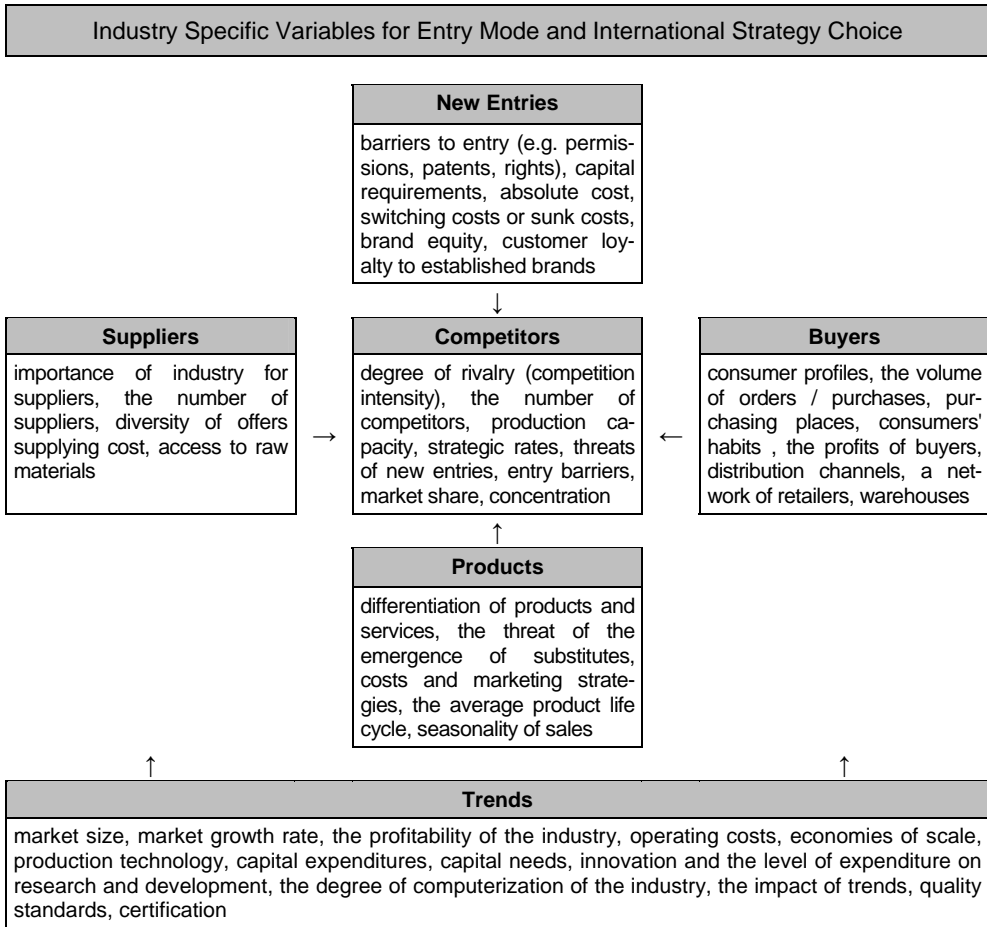 Industry Specific Variables for Entry Mode and International Strategy Choice
New Entries
barriers to entry (e.g. permis-
sions, patents, rights), capital
requirements, absolute cost,
switching costs or sunk costs,
brand equity, customer loy-
alty to established brands
↓
Suppliers
importance of industry for
suppliers, the number of
suppliers, diversity of offers
supplying cost, access to raw
materials
→
Competitors
degree of rivalry (competition
intensity), the number of
competitors, production ca-
pacity, strategic rates, threats
of new entries, entry barriers,
market share, concentration
←
Buyers
consumer profiles, the volume
of orders / purchases, pur-
chasing places, consumers'
habits , the profits of buyers,
distribution channels, a net-
work of retailers, warehouses
↑
Products
differentiation of products and
services, the threat of the
emergence of substitutes,
costs and marketing strate-
gies, the average product life
cycle, seasonality of sales
↑ ↑
Trends
market size, market growth rate, the profitability of the industry, operating costs, economies of scale,
production technology, capital expenditures, capital needs, innovation and the level of expenditure on
research and development, the degree of computerization of the industry, the impact of trends, quality
standards, certification